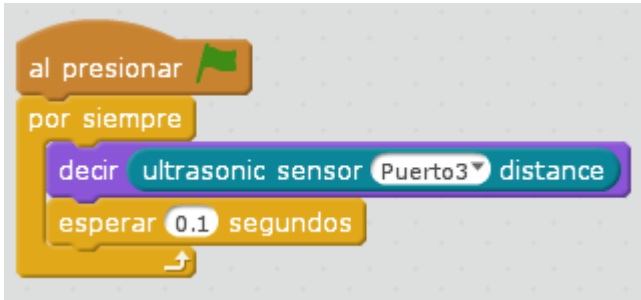 al presionar
por siempre
decir ultrasonic sensor Puerto3 distance
esperar 0.1 segundos